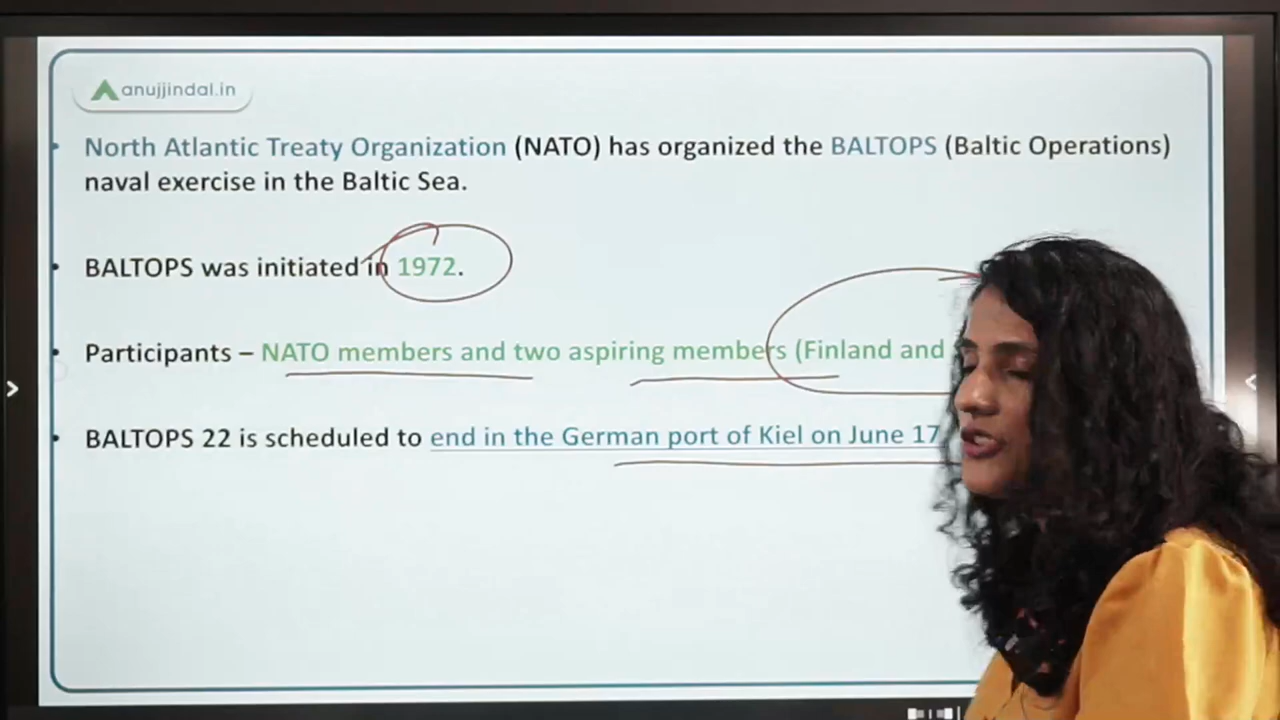 anujjindal.in
• North Atlantic Treaty Organization (NATO) has organized the BALTOPS (Baltic Operations)
naval exercise in the Baltic Sea.
• BALTOPS was initiated in 1972.
• Participants – NATO members and two aspiring members (Finland and
• BALTOPS 22 is scheduled to end in the German port of Kiel on June 17